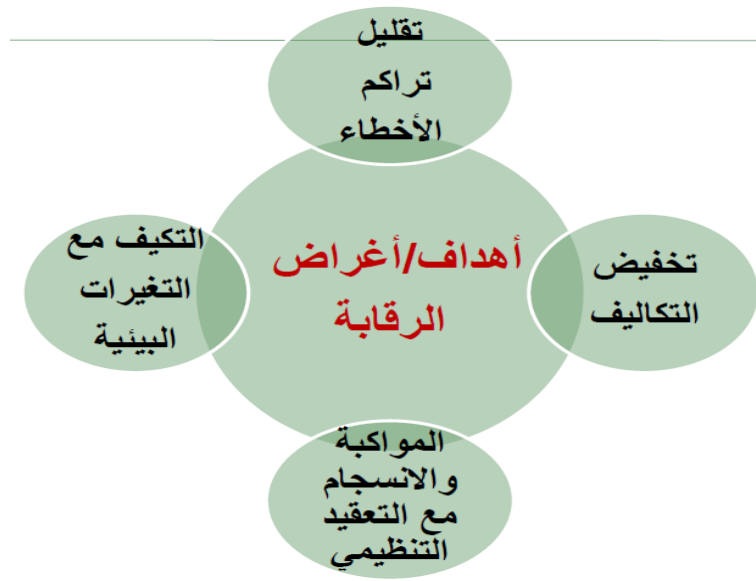 تقليل
تراكم
الأخطاء
أهداف/أغراض
الرقابة
تخفيض
التكاليف
التكيف مع
التغيرات
البيئية
المواكبة
والانسجام
مع التعقيد
التنظيمي